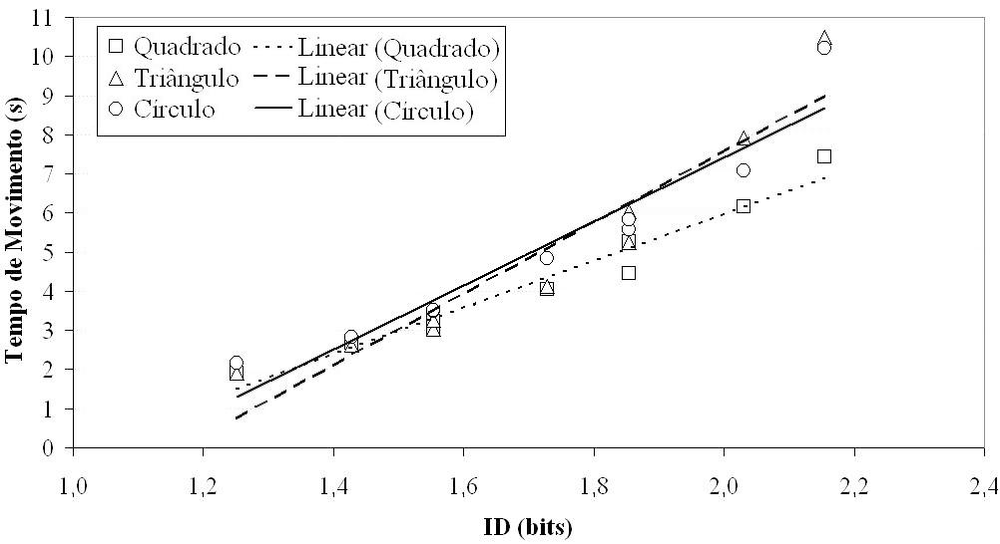 11
10
9
8
7
6
5
4
3
2
1
0
Tempo de Movimento (s)
Quadrado
Linear (Quadrado)
Triângulo
Linear (Triângulo)
Círculo
Linear (Círculo)
1,0 1,2 1,4 1,6 1,8 2,0 2,2 2,4
ID (bits)